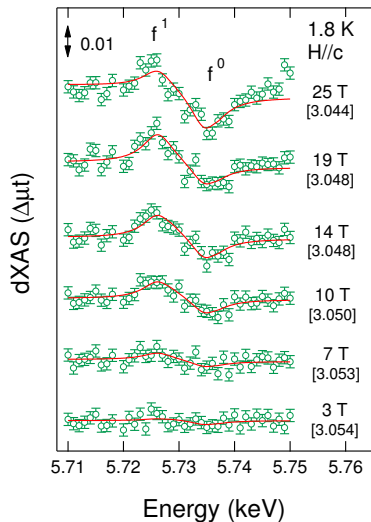 0.01
f¹
f⁰
1.8 K
H//c
25 T
[3.044]
19 T
[3.048]
14 T
[3.048]
10 T
[3.050]
7 T
[3.053]
3 T
[3.054]
dXAS (Δμt)
5.71 5.72 5.73 5.74 5.75 5.76
Energy (keV)